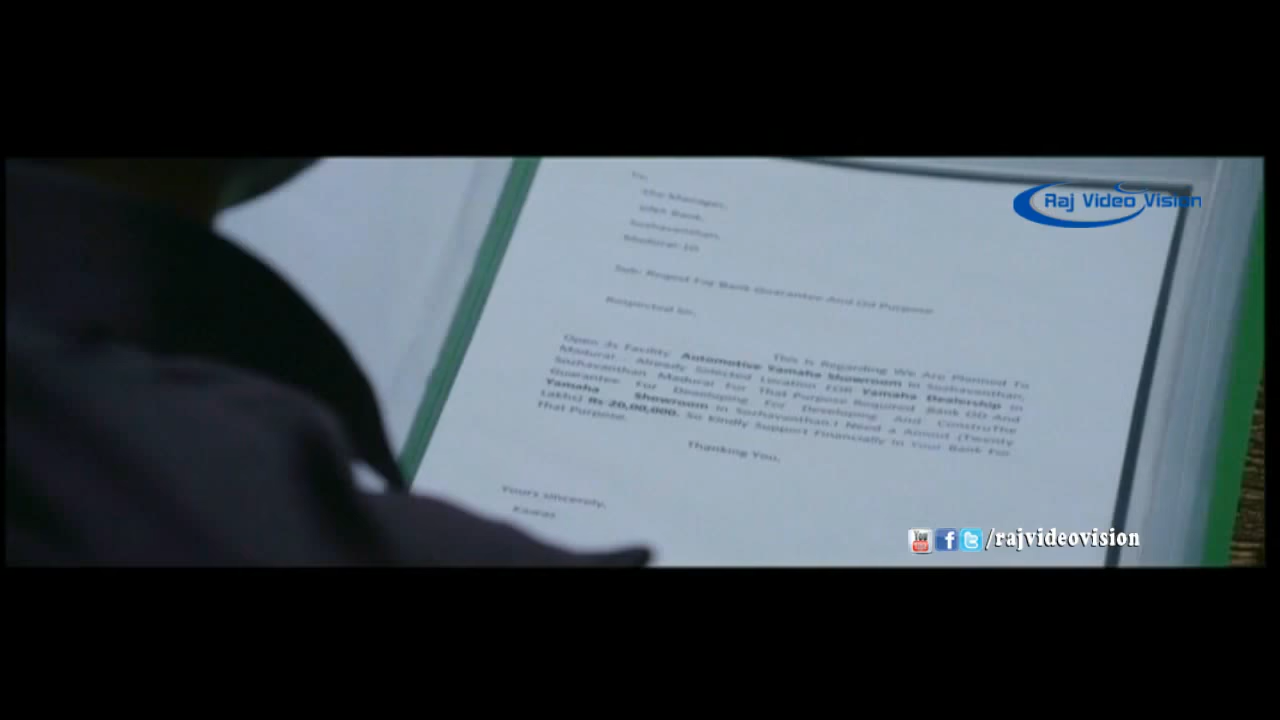 To,
The Manager,
Bank,
Sozhavanthan,
Madurai-10
Raj Video Vision
Sub: Reqest For Bank Guarantee And Od Purpose
Respected Sir,
This is Regarding We Are Planned To
Open 3s Facility Automotive Yamaha Showroom in Sozhavanthan,
Madurai. Already Selected Location FOR Yamaha Dealership in
Sozhavanthan Madurai For That Purpose Required Bank OD And
Guarantee For Developing For Developing And ConstruThe
Yamaha Showroom in Sozhavanthan.I Need a Amout (Twenty
Lakhs) Rs 20,00,000. So Kindly Support Financially in Your Bank For
That Purpose.
Thanking You,
Yours sincerely,
/rajvideovision